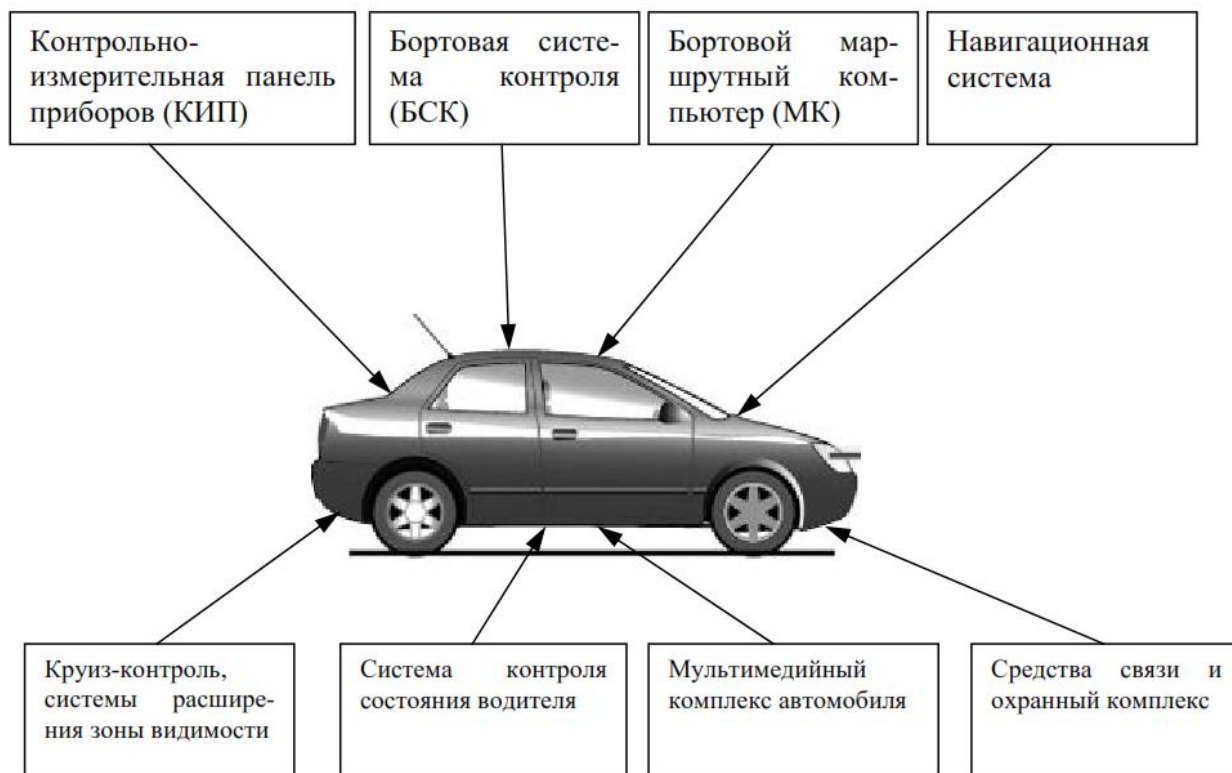 Контрольно-
измерительная панель
приборов (КИП)
Бортовая систе-
ма контроля
(БСК)
Бортовой мар-
шрутный ком-
пьютер (МК)
Навигационная
система
Круиз-контроль,
системы расшире-
ния зоны видимости
Система контроля
состояния водителя
Мультимедийный
комплекс автомобиля
Средства связи и
охранный комплекс